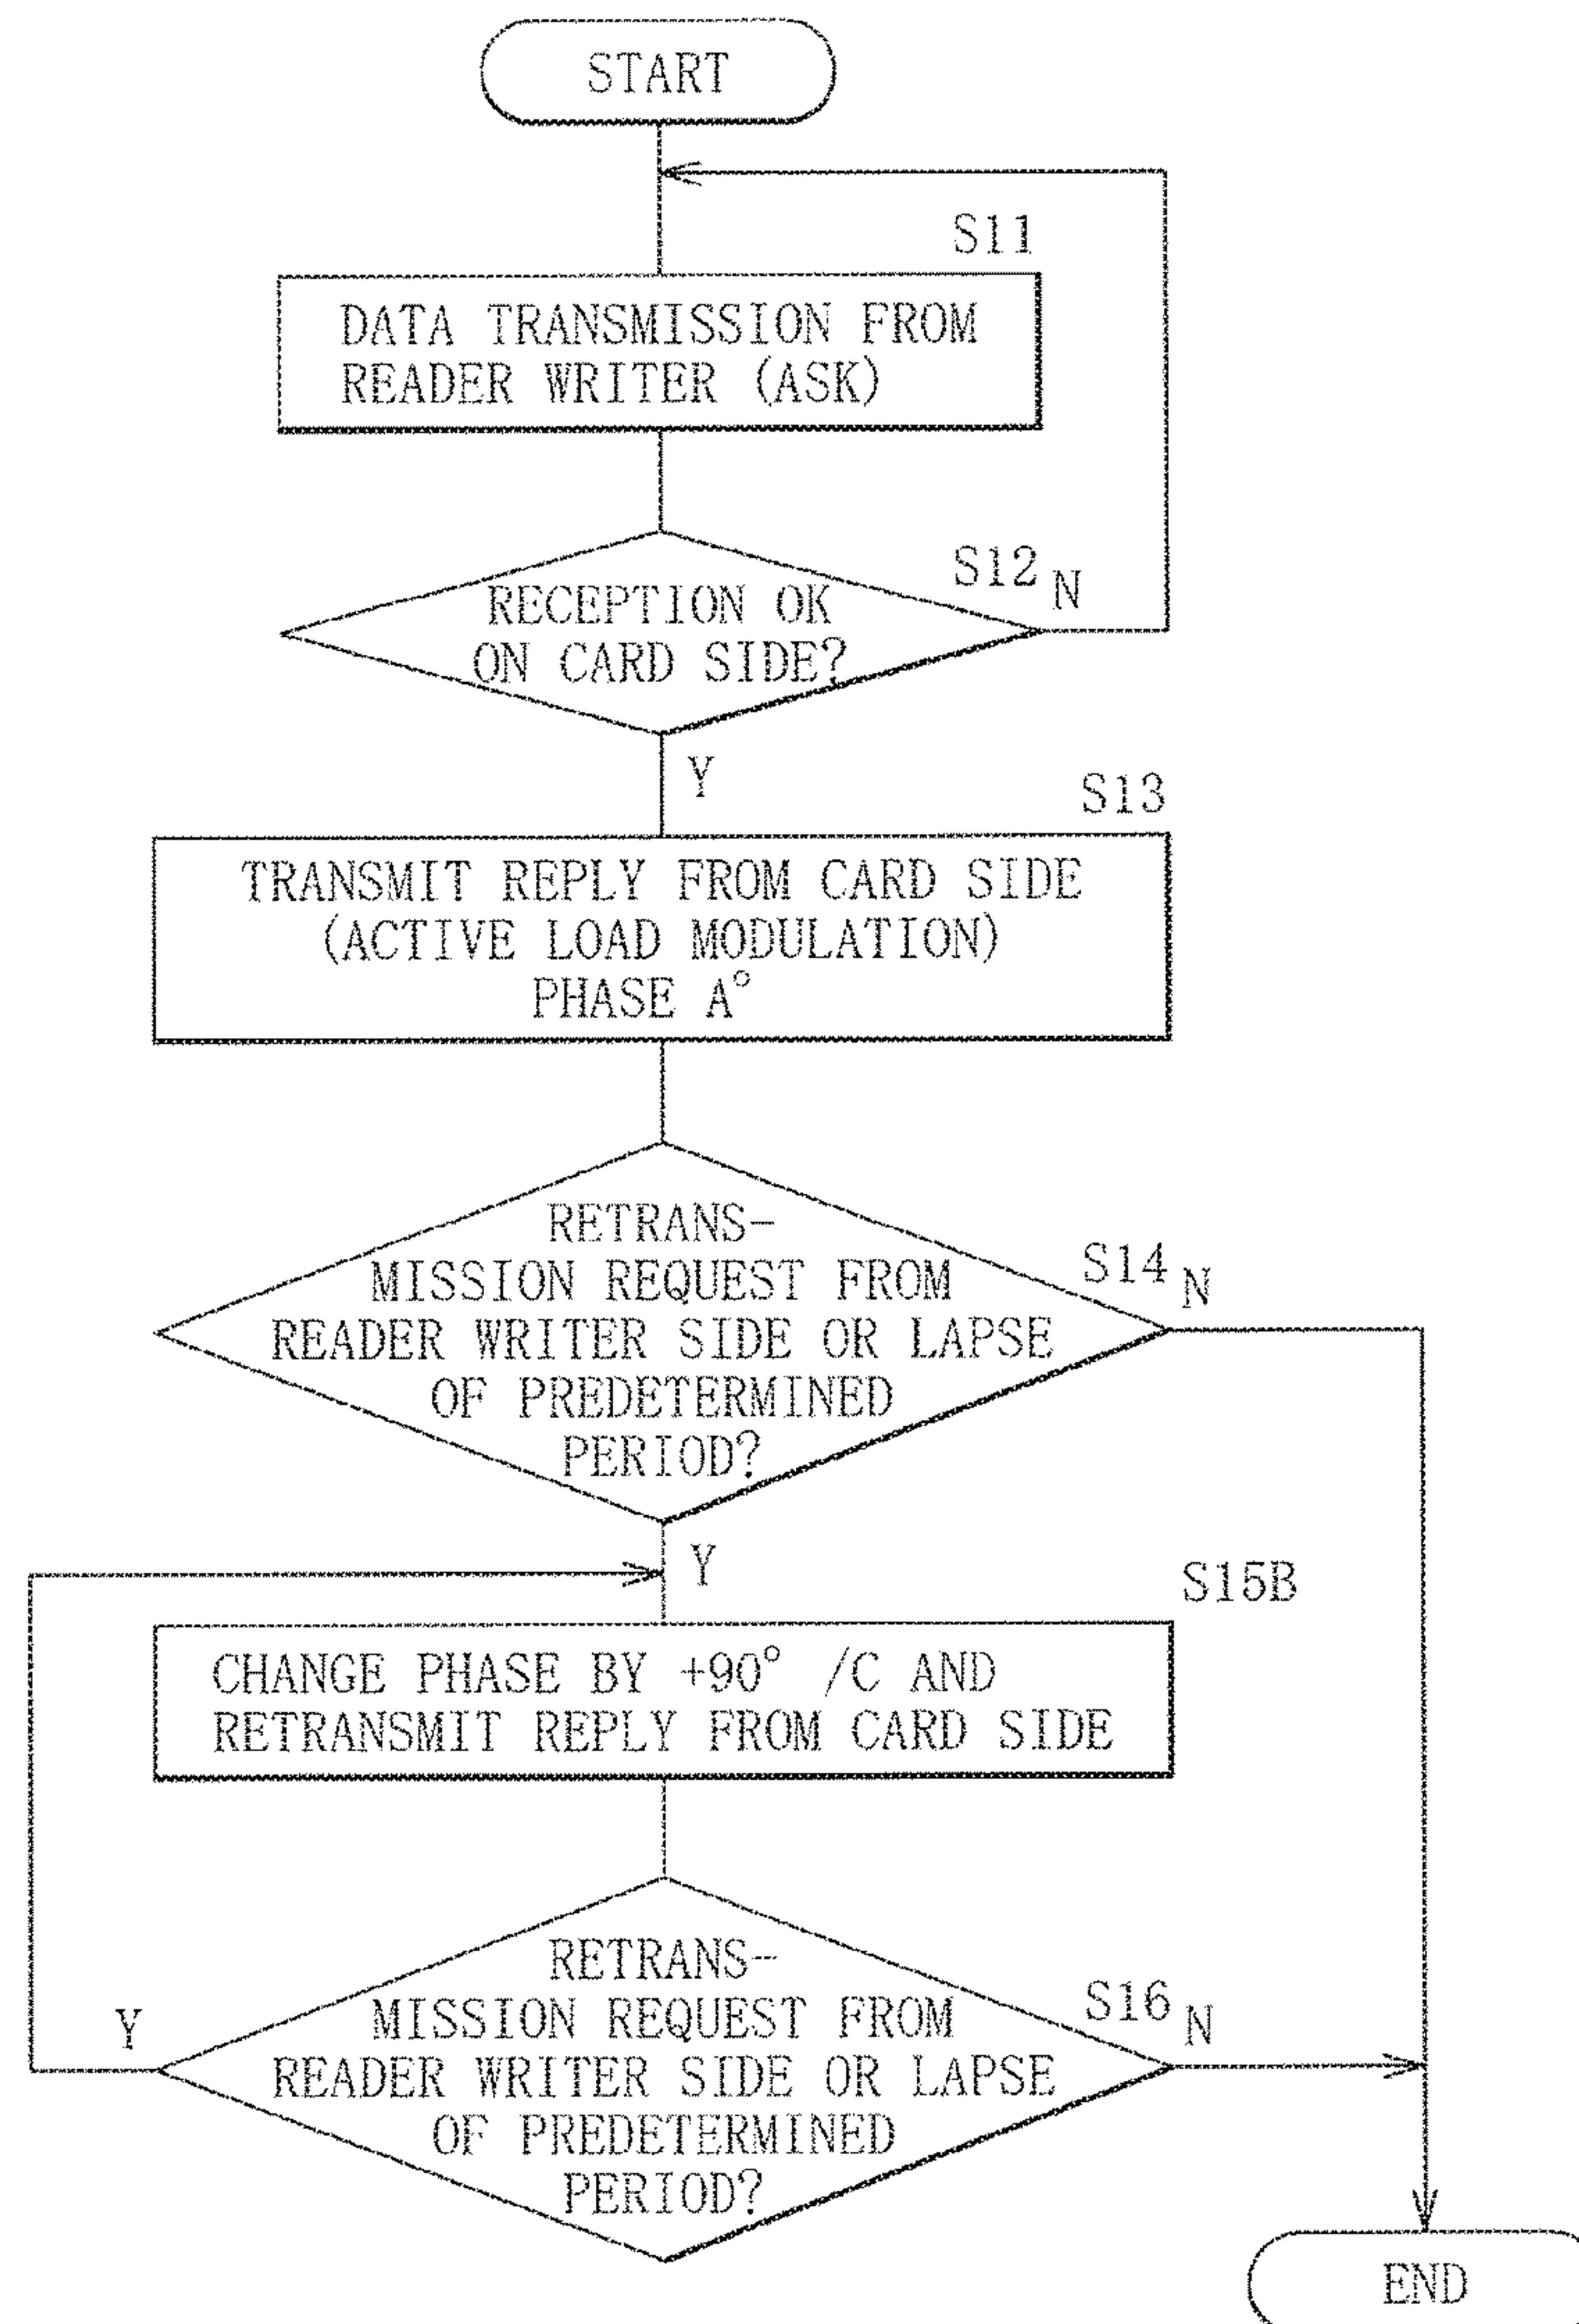 START
S11
DATA TRANSMISSION FROM
READER WRITER (ASK)
S12
N
RECEPTION OK
ON CARD SIDE?
Y
S13
TRANSMIT REPLY FROM CARD SIDE
(ACTIVE LOAD MODULATION)
PHASE A°
RETRANS-
MISSION REQUEST FROM
S14
N
READER WRITER SIDE OR LAPSE
OF PREDETERMINED
PERIOD?
Y
S15B
CHANGE PHASE BY +90° /C AND
RETRANSMIT REPLY FROM CARD SIDE
RETRANS-
MISSION REQUEST FROM
S16
N
Y
READER WRITER SIDE OR LAPSE
OF PREDETERMINED
PERIOD?
END